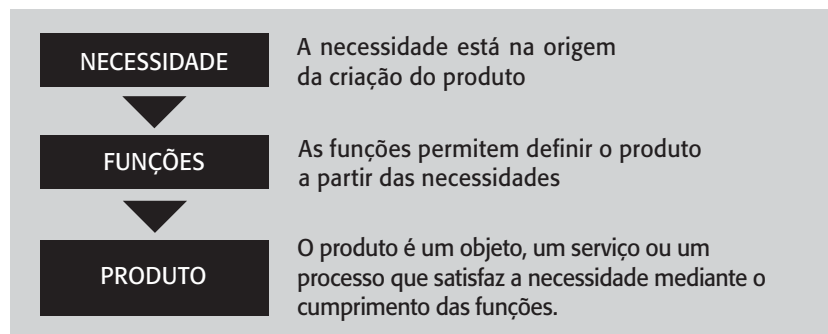 NECESSIDADE
A necessidade está na origem
da criação do produto
FUNÇÕES
As funções permitem definir o produto
a partir das necessidades
PRODUTO
O produto é um objeto, um serviço ou um
processo que satisfaz a necessidade mediante o
cumprimento das funções.